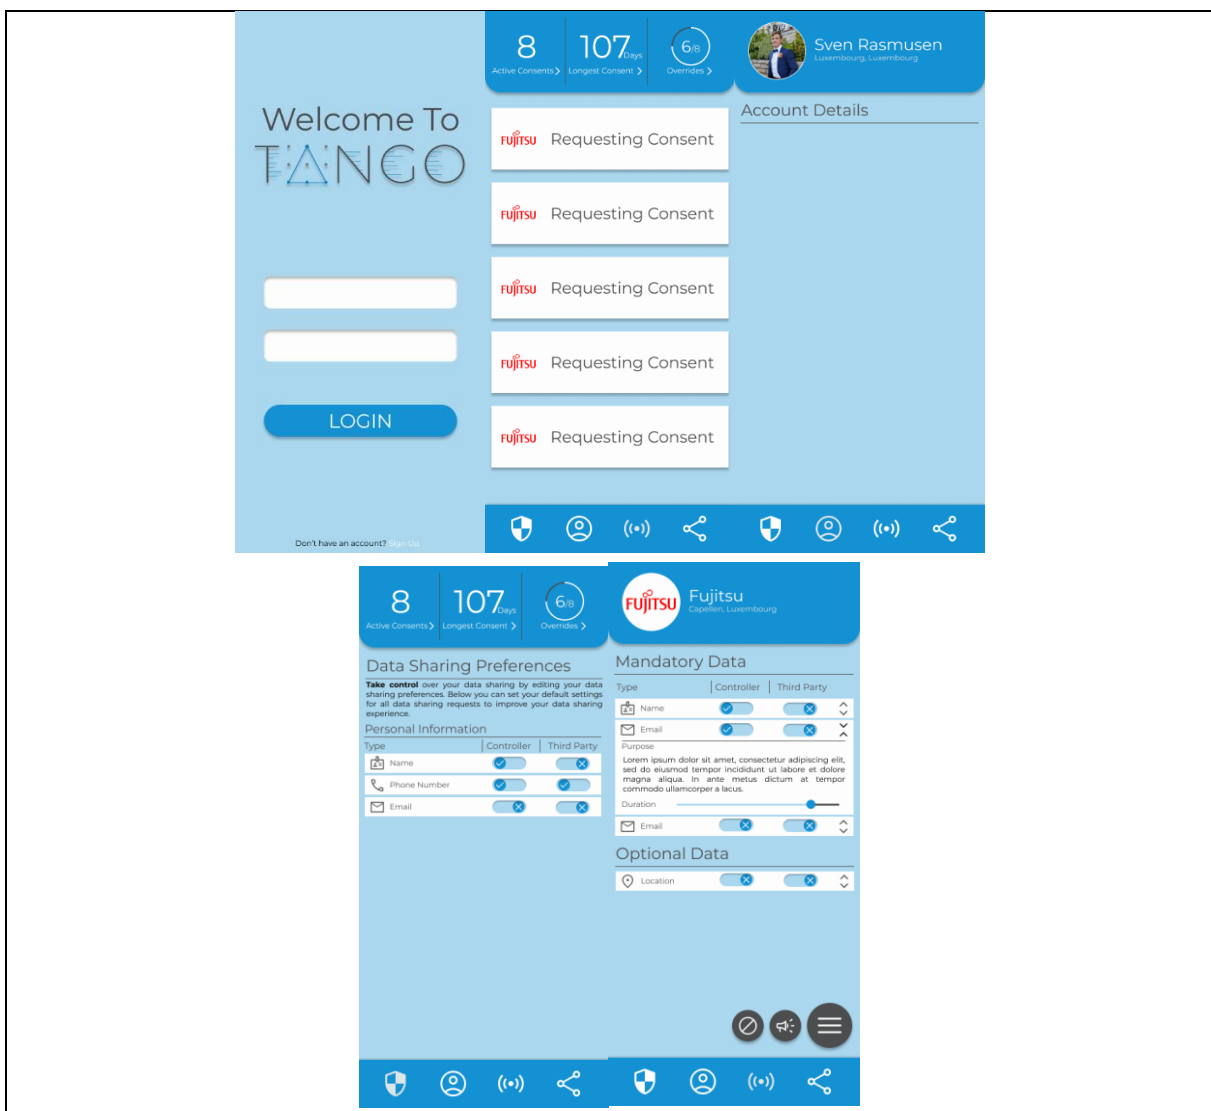 Welcome To
TANGO
LOGIN
Don't have an account? Sign Up
8
Active Consents
107 Days
Longest Consent
6/8
Overrides
FUJITSU Requesting Consent
FUJITSU Requesting Consent
FUJITSU Requesting Consent
FUJITSU Requesting Consent
FUJITSU Requesting Consent
Sven Rasmusen
Luxembourg, Luxembourg
Account Details
8
Active Consents
107 Days
Longest Consent
6/8
Overrides
Data Sharing Preferences
Take control over your data sharing by editing your data
sharing preferences. Below you can set your default settings
for all data sharing requests to improve your data sharing
experience.
Personal Information
Type Controller Third Party
Name
Phone Number
Email
FUJITSU
Fujitsu
Capellen, Luxembourg
Mandatory Data
Type Controller Third Party
Name
Email
Purpose
Lorem ipsum dolor sit amet, consectetur adipiscing elit,
sed do eiusmod tempor incididunt ut labore et dolore
magna aliqua. In ante metus dictum at tempor
commodo ullamcorper a lacus.
Duration
Email
Optional Data
Location